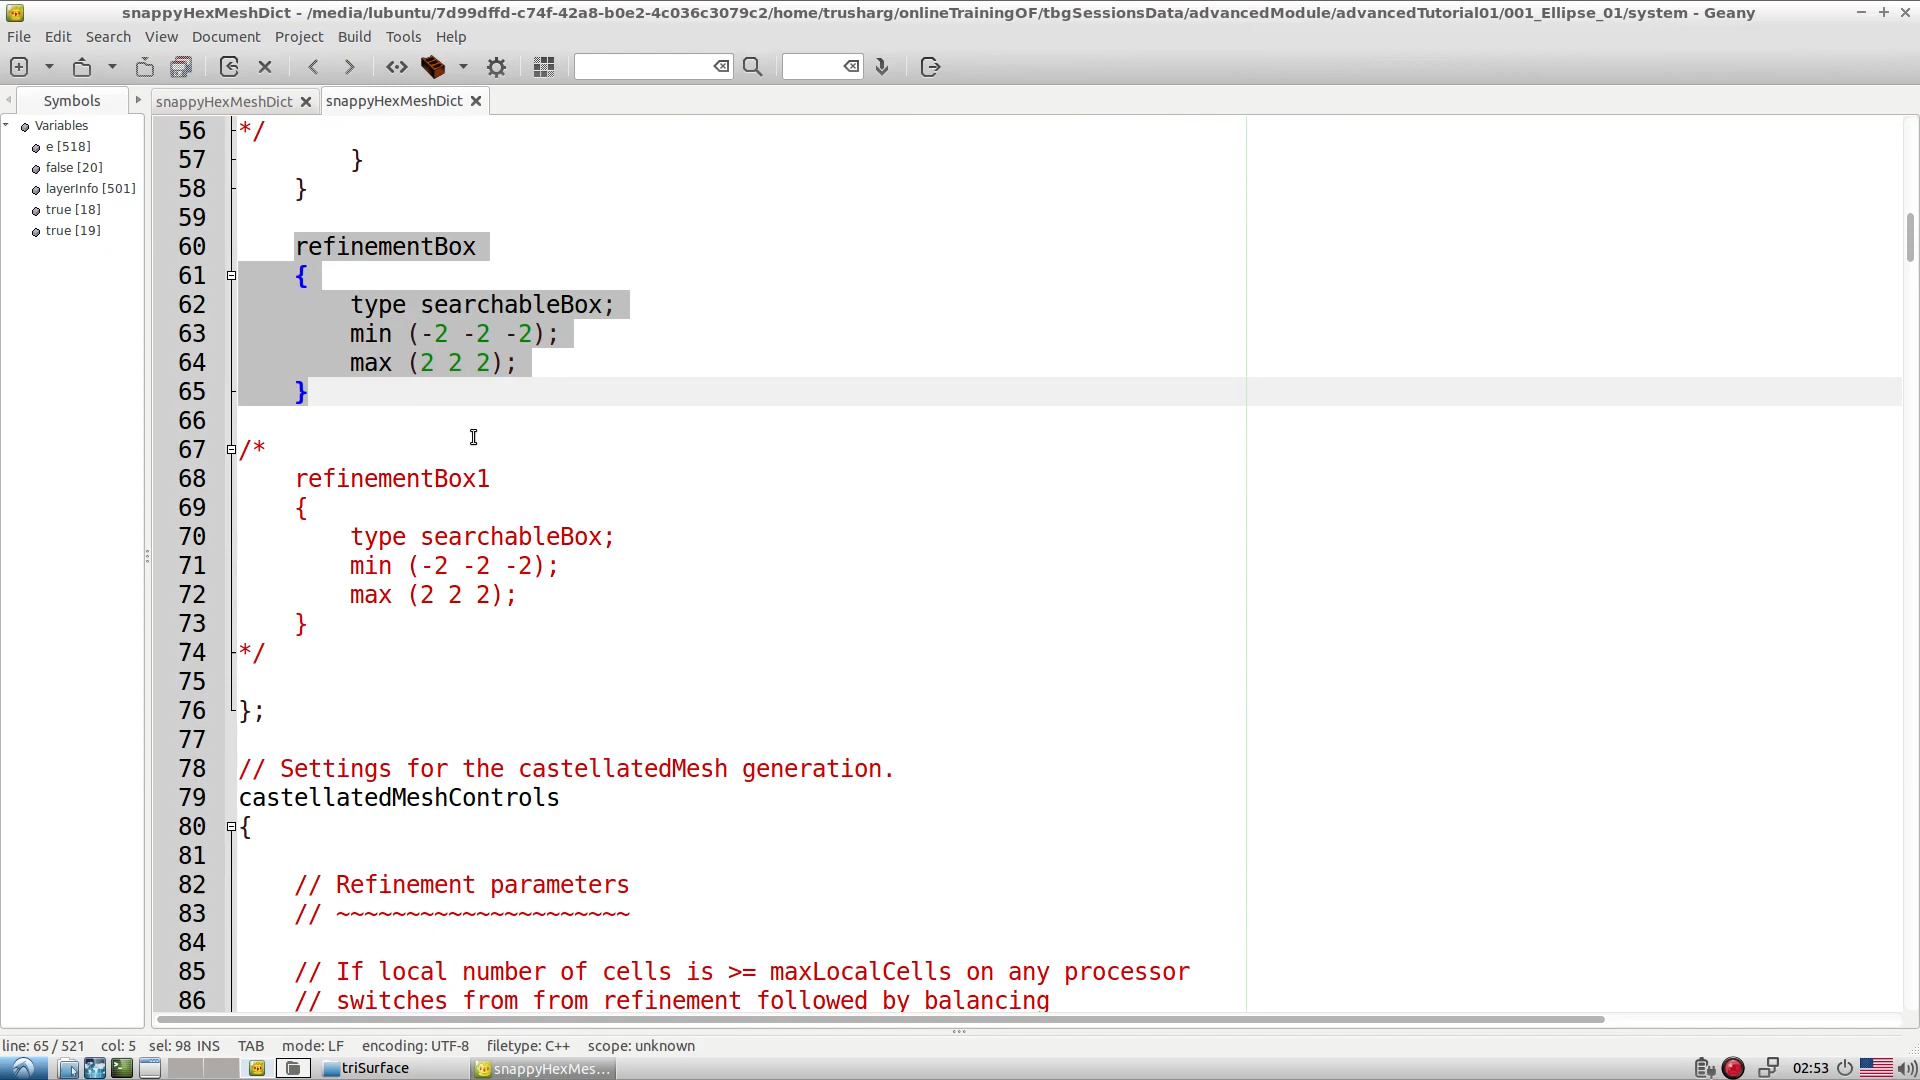 snappyHexMeshDict - /media/lubuntu/7d99dffd-c74f-42a8-b0e2-4c036c3079c2/home/trusharg/onlineTrainingOF/tbgSessionsData/advancedModule/advancedTutorial01/001_Ellipse_01/system - Geany
File Edit Search View Document Project Build Tools Help
Symbols snappyHexMeshDict snappyHexMeshDict
Variables
e [518]
false [20]
layerInfo [501]
true [18]
true [19]
56 */
57 }
58 }
59
60 refinementBox
61 {
62 type searchableBox;
63 min (-2 -2 -2);
64 max (2 2 2);
65 }
66
67 /*
68 refinementBox1
69 {
70 type searchableBox;
71 min (-2 -2 -2);
72 max (2 2 2);
73 }
74 */
75
76 };
77
78 // Settings for the castellatedMesh generation.
79 castellatedMeshControls
80 {
81
82 // Refinement parameters
83 // ~~~~~~~~~~~~~~~~~~~~~
84
85 // If local number of cells is >= maxLocalCells on any processor
86 // switches from from refinement followed by balancing
line: 65 / 521 col: 5 sel: 98 INS TAB mode: LF encoding: UTF-8 filetype: C++ scope: unknown
triSurface snappyHexMes... 02:53